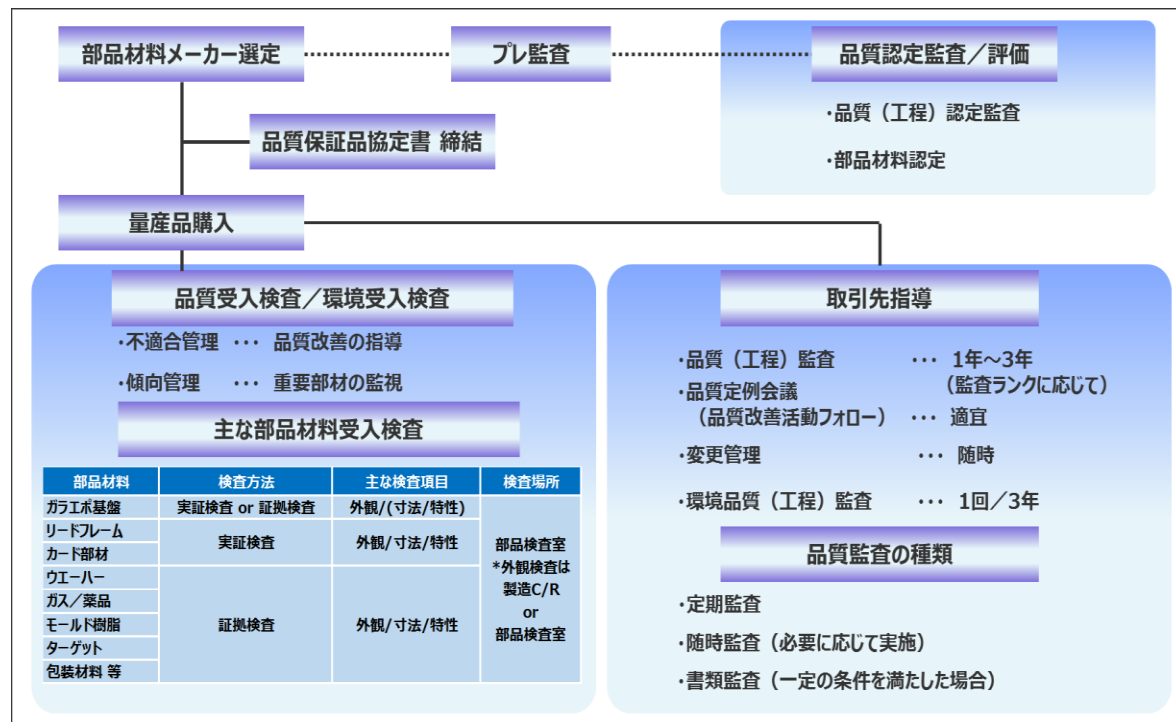 部品材料メーカー選定
プレ監査
品質認定監査／評価
・品質（工程）認定監査
・部品材料認定
品質保証品協定書 締結
量産品購入
品質受入検査／環境受入検査
・不適合管理 ･･･ 品質改善の指導
・傾向管理 ･･･ 重要部材の監視
主な部品材料受入検査
部品材料 検査方法 主な検査項目 検査場所
ガラエポ基盤 実証検査 or 証拠検査 外観/(寸法/特性)
リードフレーム
カード部材
実証検査 外観/寸法/特性
ウエーハー
ガス／薬品
モールド樹脂
ターゲット
包装材料 等
証拠検査 外観/寸法/特性
部品検査室
*外観検査は
製造C/R
or
部品検査室
取引先指導
・品質（工程）監査 ･･･ 1年～3年
（監査ランクに応じて）
・品質定例会議
（品質改善活動フォロー） ･･･ 適宜
・変更管理 ･･･ 随時
・環境品質（工程）監査 ･･･ 1回／3年
品質監査の種類
・定期監査
・随時監査（必要に応じて実施）
・書類監査（一定の条件を満たした場合）